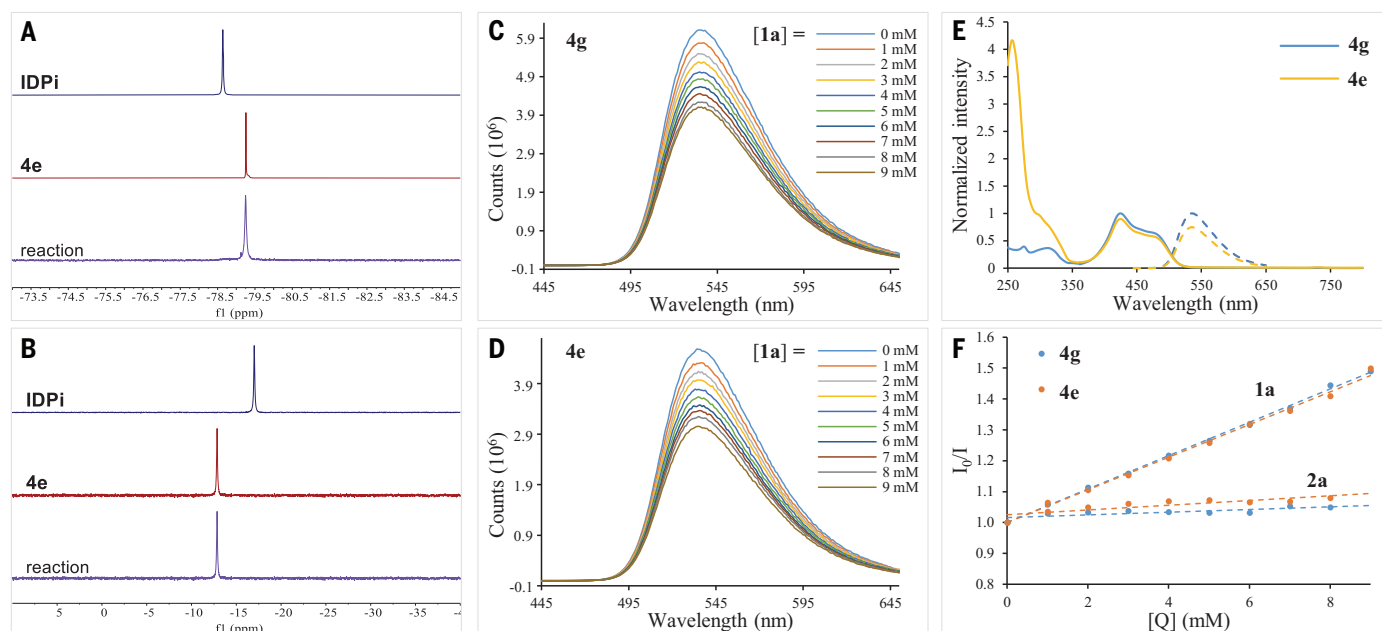 A
IDPi
4e
reaction
-73.5 -74.5 -75.5 -76.5 -77.5 -78.5 -79.5 -80.5 -81.5 -82.5 -83.5 -84.5
f1 (ppm)
B
IDPi
4e
reaction
5 0 -5 -10 -15 -20 -25 -30 -35 -4
f1 (ppm)
C
4g
[1a] =
0 mM
1 mM
2 mM
3 mM
4 mM
5 mM
6 mM
7 mM
8 mM
9 mM
Counts (10⁶)
5.9
4.9
3.9
2.9
1.9
0.9
-0.1
445 495 545 595 645
Wavelength (nm)
D
4e
[1a] =
0 mM
1 mM
2 mM
3 mM
4 mM
5 mM
6 mM
7 mM
8 mM
9 mM
Counts (10⁶)
3.9
2.9
1.9
0.9
-0.1
445 495 545 595 645
Wavelength (nm)
E
4g
4e
Normalized intensity
4.5
4
3.5
3
2.5
2
1.5
1
0.5
0
250 350 450 550 650 750
Wavelength (nm)
F
4g
4e
1a
2a
I₀/I
1.6
1.5
1.4
1.3
1.2
1.1
1.0
0.9
0.8
0 2 4 6 8
[Q] (mM)